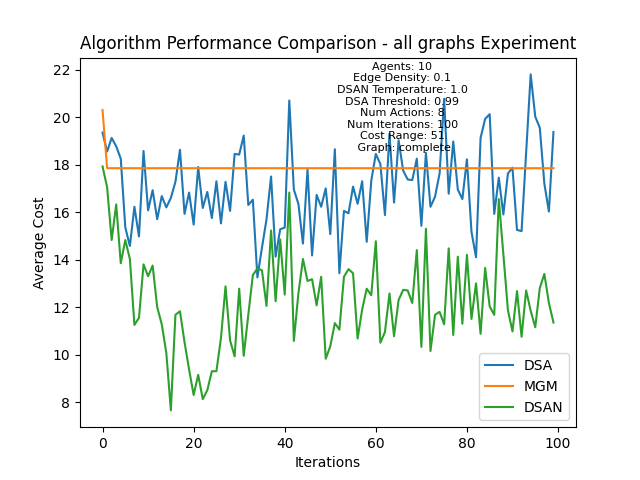 Algorithm Performance Comparison - all graphs Experiment
Agents: 10
Edge Density: 0.1
DSAN Temperature: 1.0
DSA Threshold: 0.99
Num Actions: 8
Num Iterations: 100
Cost Range: 51
Graph: complete
22
20
18
16
14
12
10
8
Average Cost
0
20
40
60
80
100
Iterations
DSA
MGM
DSAN